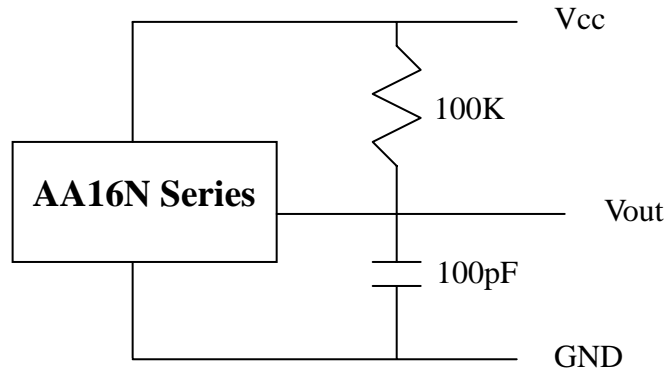 Vcc
100K
AA16N Series
Vout
100pF
GND